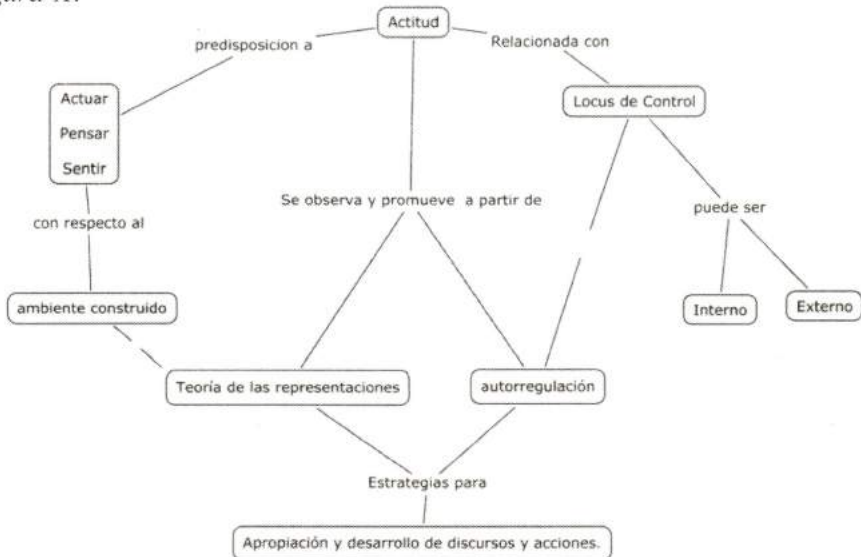 Actitud
predisposicion a
Relacionada con
Actuar
Pensar
Sentir
Locus de Control
Se observa y promueve a partir de
puede ser
con respecto al
ambiente construido
Interno
Externo
Teoría de las representaciones
autorregulación
Estrategias para
Apropiación y desarrollo de discursos y acciones.